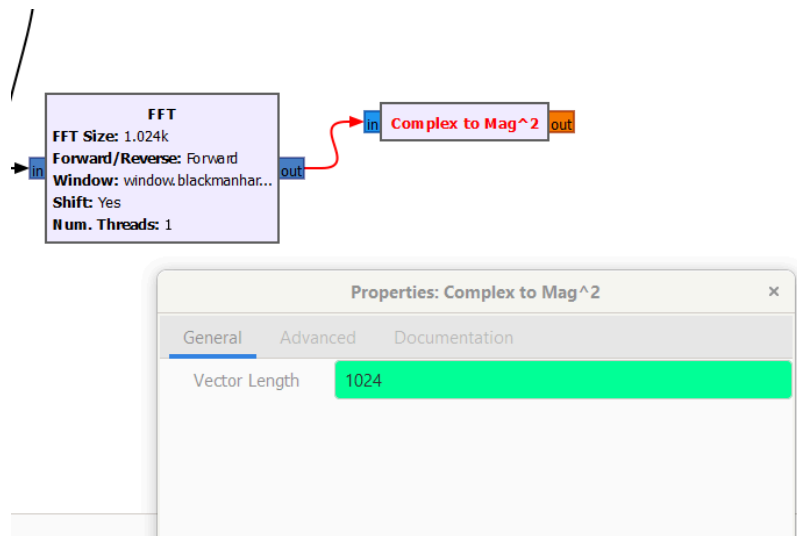 FFT
FFT Size: 1.024k
Forward/Reverse: Forward
Window: window.blackmanhar...
Shift: Yes
Num. Threads: 1
in
out
in
Complex to Mag^2
out
Properties: Complex to Mag^2
×
General Advanced Documentation
Vector Length 1024